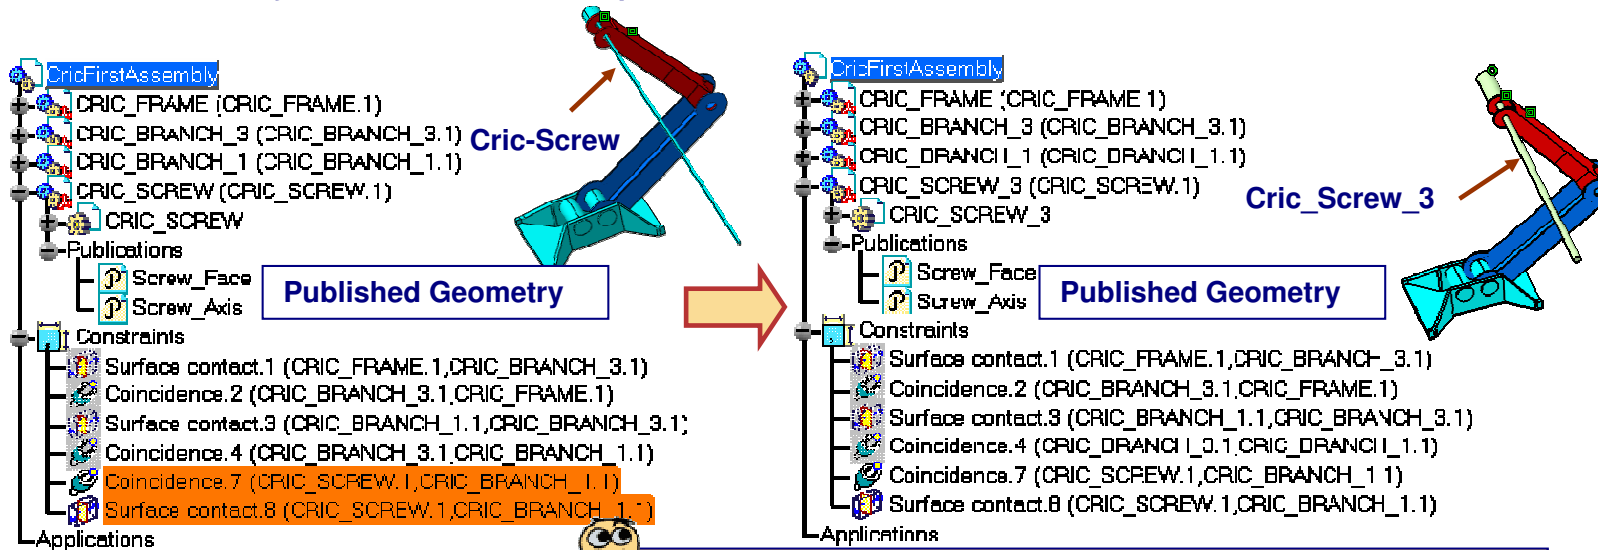 CricFirstAssembly
CRIC_FRAME (CRIC_FRAME.1)
CRIC_BRANCH_3 (CRIC_BRANCH_3.1)
CRIC_BRANCH_1 (CRIC_BRANCH_1.1)
CRIC_SCREW (CRIC_SCREW.1)
CRIC_SCREW
Publications
Screw_Face
Screw_Axis
Constraints
Surface contact.1 (CRIC_FRAME.1,CRIC_BRANCH_3.1)
Coincidence.2 (CRIC_BRANCH_3.1,CRIC_FRAME.1)
Surface contact.3 (CRIC_BRANCH_1.1,CRIC_BRANCH_3.1)
Coincidence.4 (CRIC_BRANCH_3.1,CRIC_BRANCH_1.1)
Coincidence.7 (CRIC_SCREW.1,CRIC_BRANCH_1.1)
Surface contact.8 (CRIC_SCREW.1,CRIC_BRANCH_1.1)
Applications
Cric-Screw
Published Geometry
CricFirstAssembly
CRIC_FRAME (CRIC_FRAME.1)
CRIC_BRANCH_3 (CRIC_BRANCH_3.1)
CRIC_BRANCH_1 (CRIC_BRANCH_1.1)
CRIC_SCREW_3 (CRIC_SCREW.1)
CRIC_SCREW_3
Publications
Screw_Face
Screw_Axis
Constraints
Surface contact.1 (CRIC_FRAME.1,CRIC_BRANCH_3.1)
Coincidence.2 (CRIC_BRANCH_3.1,CRIC_FRAME.1)
Surface contact.3 (CRIC_BRANCH_1.1,CRIC_BRANCH_3.1)
Coincidence.4 (CRIC_BRANCH_3.1,CRIC_BRANCH_1.1)
Coincidence.7 (CRIC_SCREW.1,CRIC_BRANCH_1.1)
Surface contact.8 (CRIC_SCREW.1,CRIC_BRANCH_1.1)
Applications
Cric_Screw_3
Published Geometry